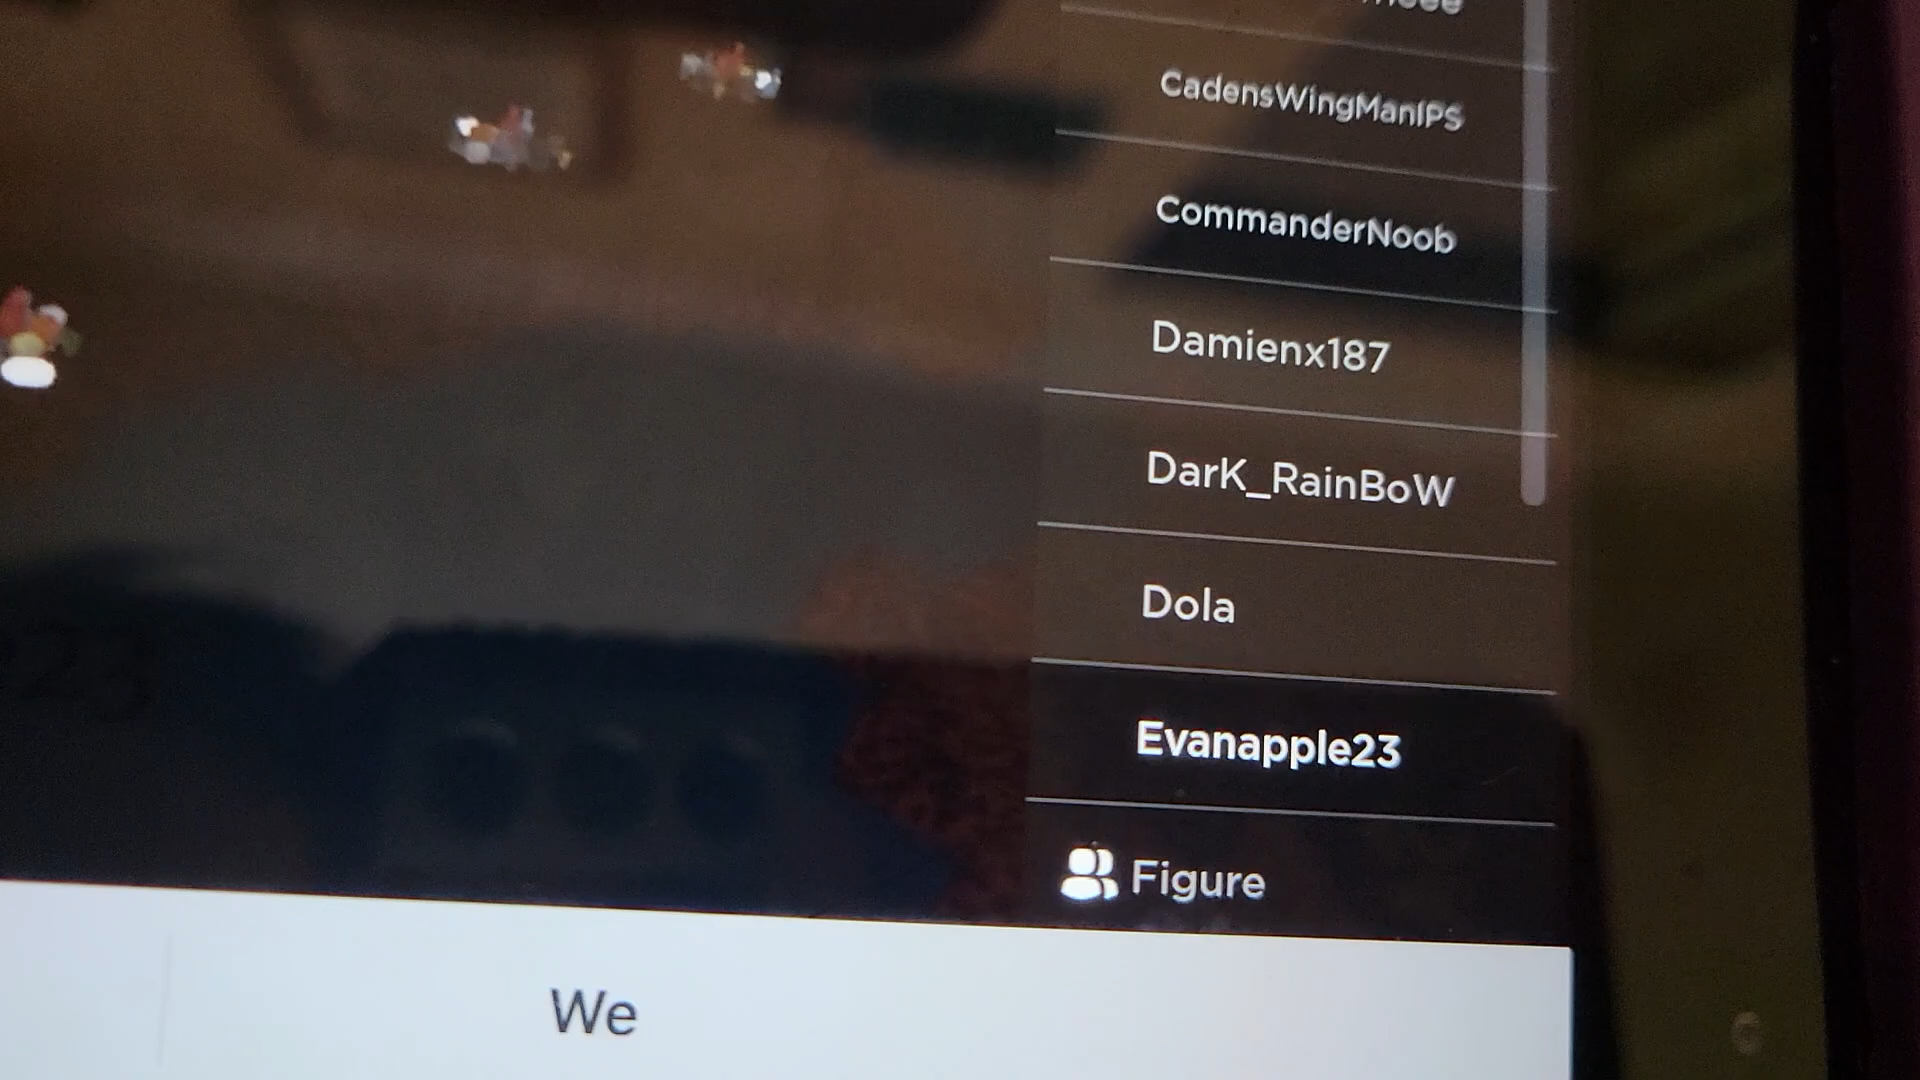 CadensWingManIPS
CommanderNoob
Damienx187
DarK_RainBoW
Dola
Evanapple23
Figure
We